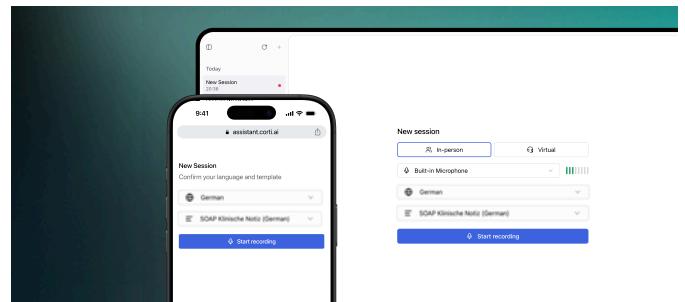 Today
New Session
20:36
9:41
assistant.corti.ai
New Session
Confirm your language and template
German
SOAP Klinische Notiz (German)
Start recording
New session
In-person
Virtual
Built-in Microphone
German
SOAP Klinische Notiz (German)
Start recording